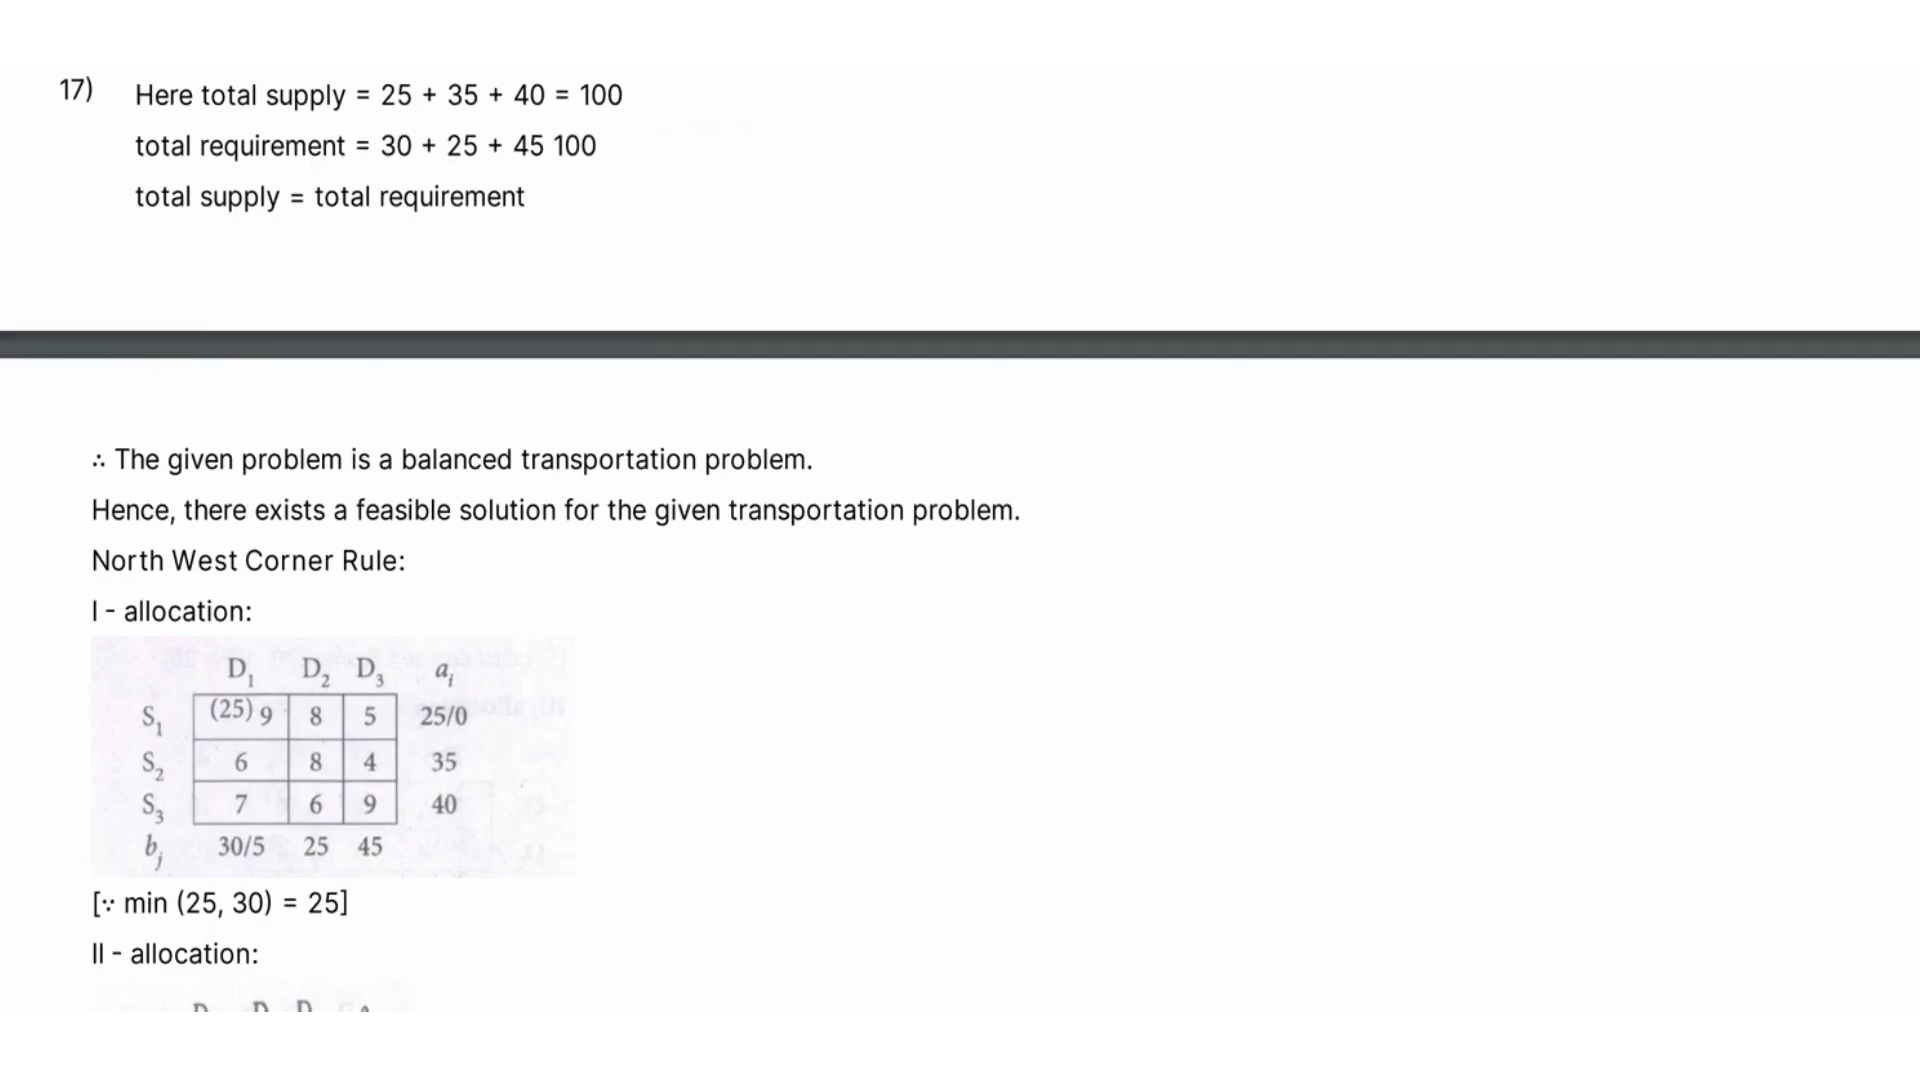 17) Here total supply = 25 + 35 + 40 = 100
total requirement = 30 + 25 + 45 100
total supply = total requirement
∴ The given problem is a balanced transportation problem.
Hence, there exists a feasible solution for the given transportation problem.
North West Corner Rule:
I - allocation:
D₁ D₂ D₃ aᵢ
S₁ (25) 9 8 5 25/0
S₂ 6 8 4 35
S₃ 7 6 9 40
bⱼ 30/5 25 45
[∵ min (25, 30) = 25]
II - allocation: